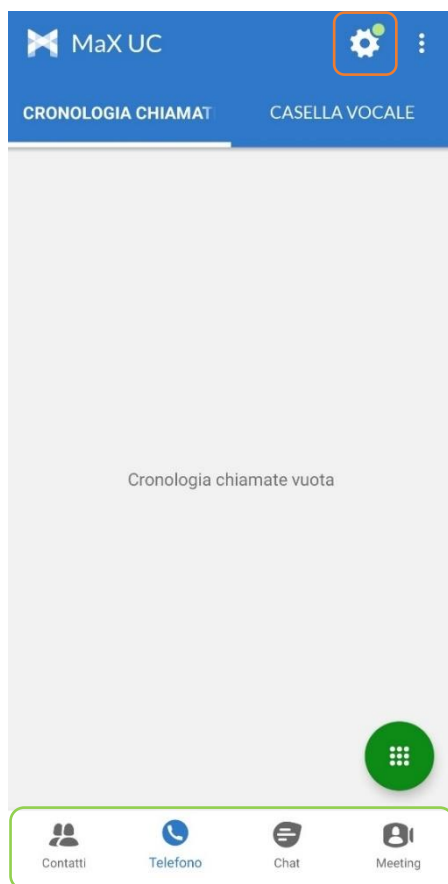 MaX UC
CRONOLOGIA CHIAMAT
CASELLA VOCALE
Cronologia chiamate vuota
Contatti
Telefono
Chat
Meeting